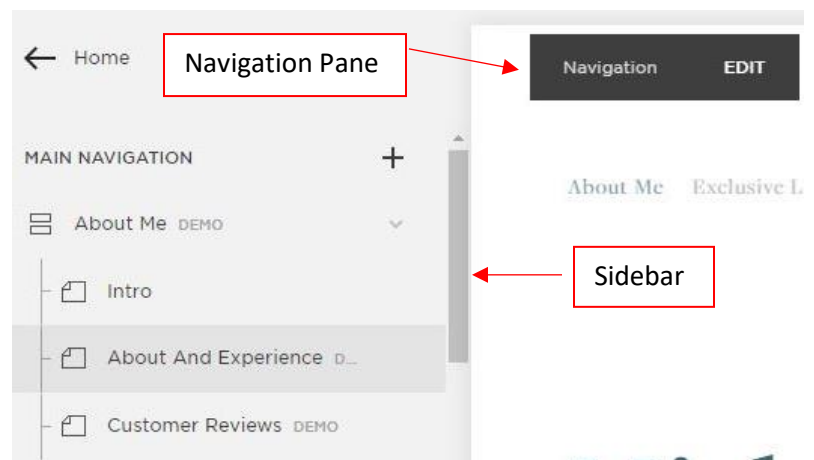 Home
Navigation Pane
Navigation EDIT
MAIN NAVIGATION
About Me Exclusive L
About Me DEMO
Sidebar
Intro
About And Experience D...
Customer Reviews DEMO